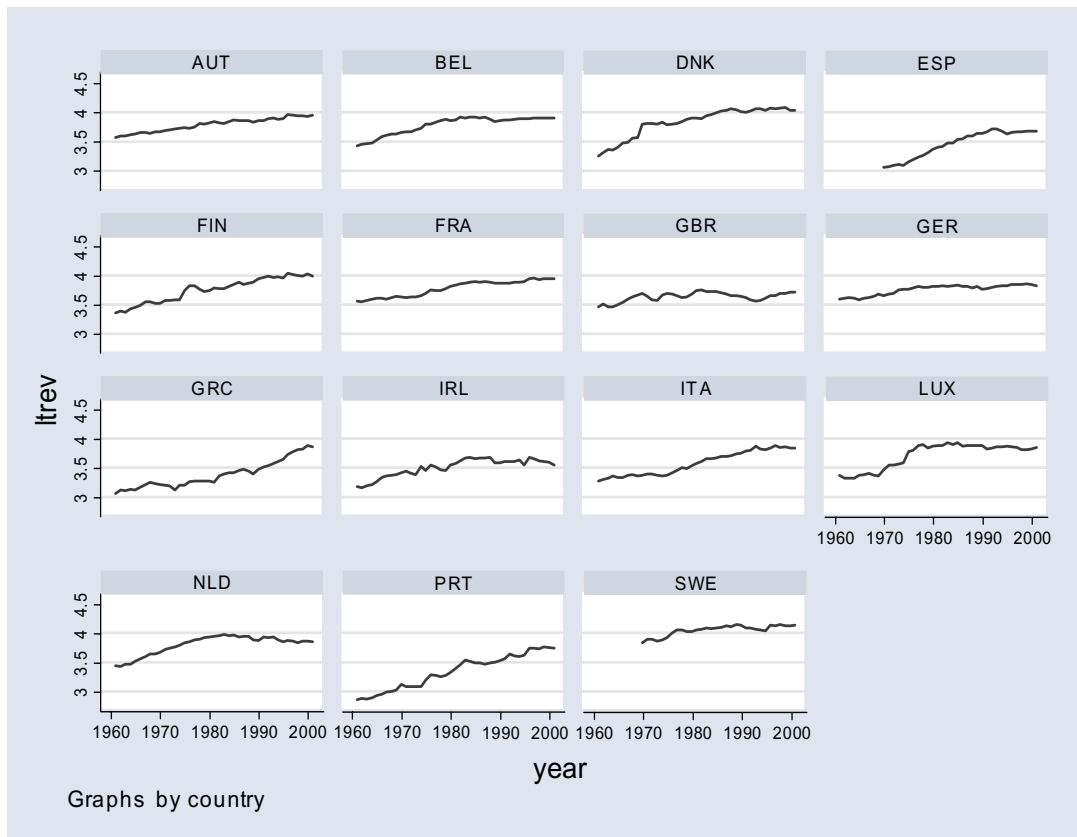 AUT BEL DNK ESP
4.5
4
3.5
3
FIN FRA GBR GER
4.5
4
3.5
3
GRC IRL ITA LUX
4.5
4
3.5
3
1960 1970 1980 1990 2000
NLD PRT SWE
4.5
4
3.5
3
1960 1970 1980 1990 2000 1960 1970 1980 1990 2000 1960 1970 1980 1990 2000
ltrev
year
Graphs by country